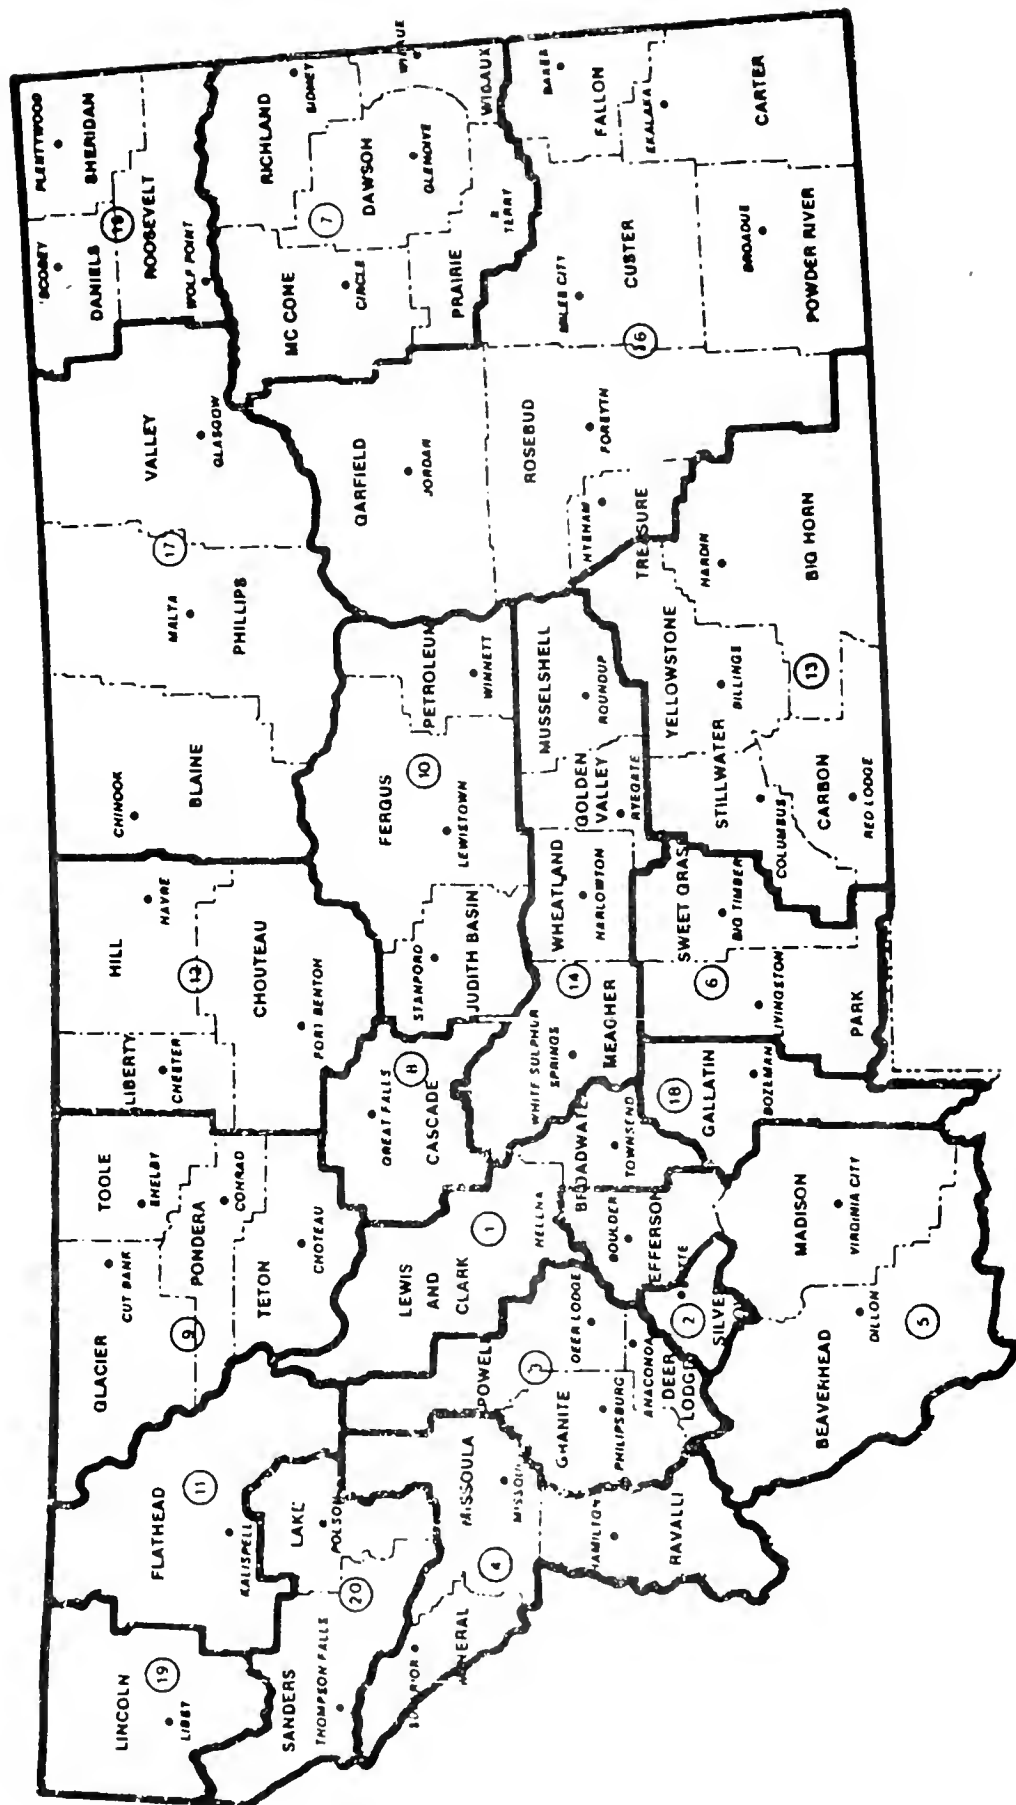 LINCOLN
19
LIBBY
FLATHEAD
11
KALISPELL
GLACIER
CUT BANK
9
TOOLE
SHELBY
PONDERA
CONRAD
TETON
CHOTEAU
LIBERTY
CHESTER
HILL
HAVRE
12
CHOUTEAU
FORT BENTON
BLAINE
CHINOOK
PHILLIPS
MALTA
17
VALLEY
GLASGOW
DANIELS
SCOBEY
SHERIDAN
PLENTYWOOD
ROOSEVELT
WOLF POINT
SANDERS
THOMPSON FALLS
20
LAKE
POLSON
MISSOULA
4
POWELL
DEER LODGE
3
GRANITE
PHILIPSBURG
RAVALLI
LEWIS
AND
CLARK
1
HELENA
CASCADE
GREAT FALLS
8
JUDITH BASIN
STANFORD
FERGUS
LEWISTOWN
10
PETROLEUM
WINNETT
GARFIELD
JORDAN
MC CONE
CIRCLE
RICHLAND
SIDNEY
7
DAWSON
GLENDIVE
WIBAUX
PRAIRIE
TERRY
DEER
LODGE
ANACONDA
2
SILVE
JEFFERSON
BOULDER
BROADWATE
TOWNSEND
MEAGHER
WHITE SULPHUR
SPRINGS
14
WHEATLAND
HARLOWTON
GOLDEN
VALLEY
RYEGATE
MUSSELSHELL
ROUNDUP
ROSEBUD
FORSYTH
TREASURE
HYSHAM
CUSTER
MILES CITY
16
FALLON
BAKER
CARTER
EKALAKA
POWDER RIVER
BROADUS
BEAVERHEAD
DILLON
5
MADISON
VIRGINIA CITY
GALLATIN
BOZEMAN
18
PARK
LIVINGSTON
6
SWEET GRASS
BIG TIMBER
STILLWATER
COLUMBUS
CARBON
RED LODGE
YELLOWSTONE
BILLINGS
13
BIG HORN
HARDIN